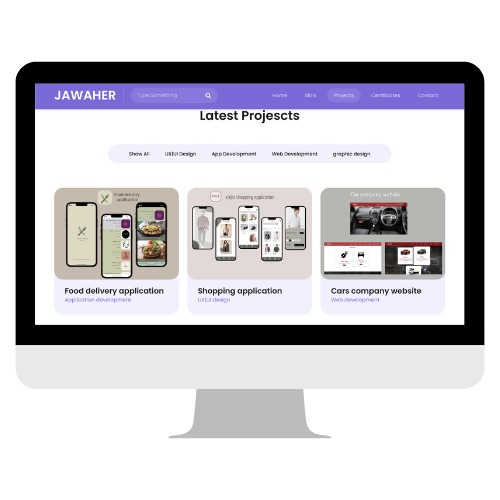 JAWAHER
Type Something
Home Skills Projects Certificates Contact
Latest Projescts
Show All UX|UI Design App Development Web Development graphic design
Food delivery
application
UX|UI Shopping application
Car company website
Food delivery application
Application development
Shopping application
UX|UI design
Cars company website
Web development